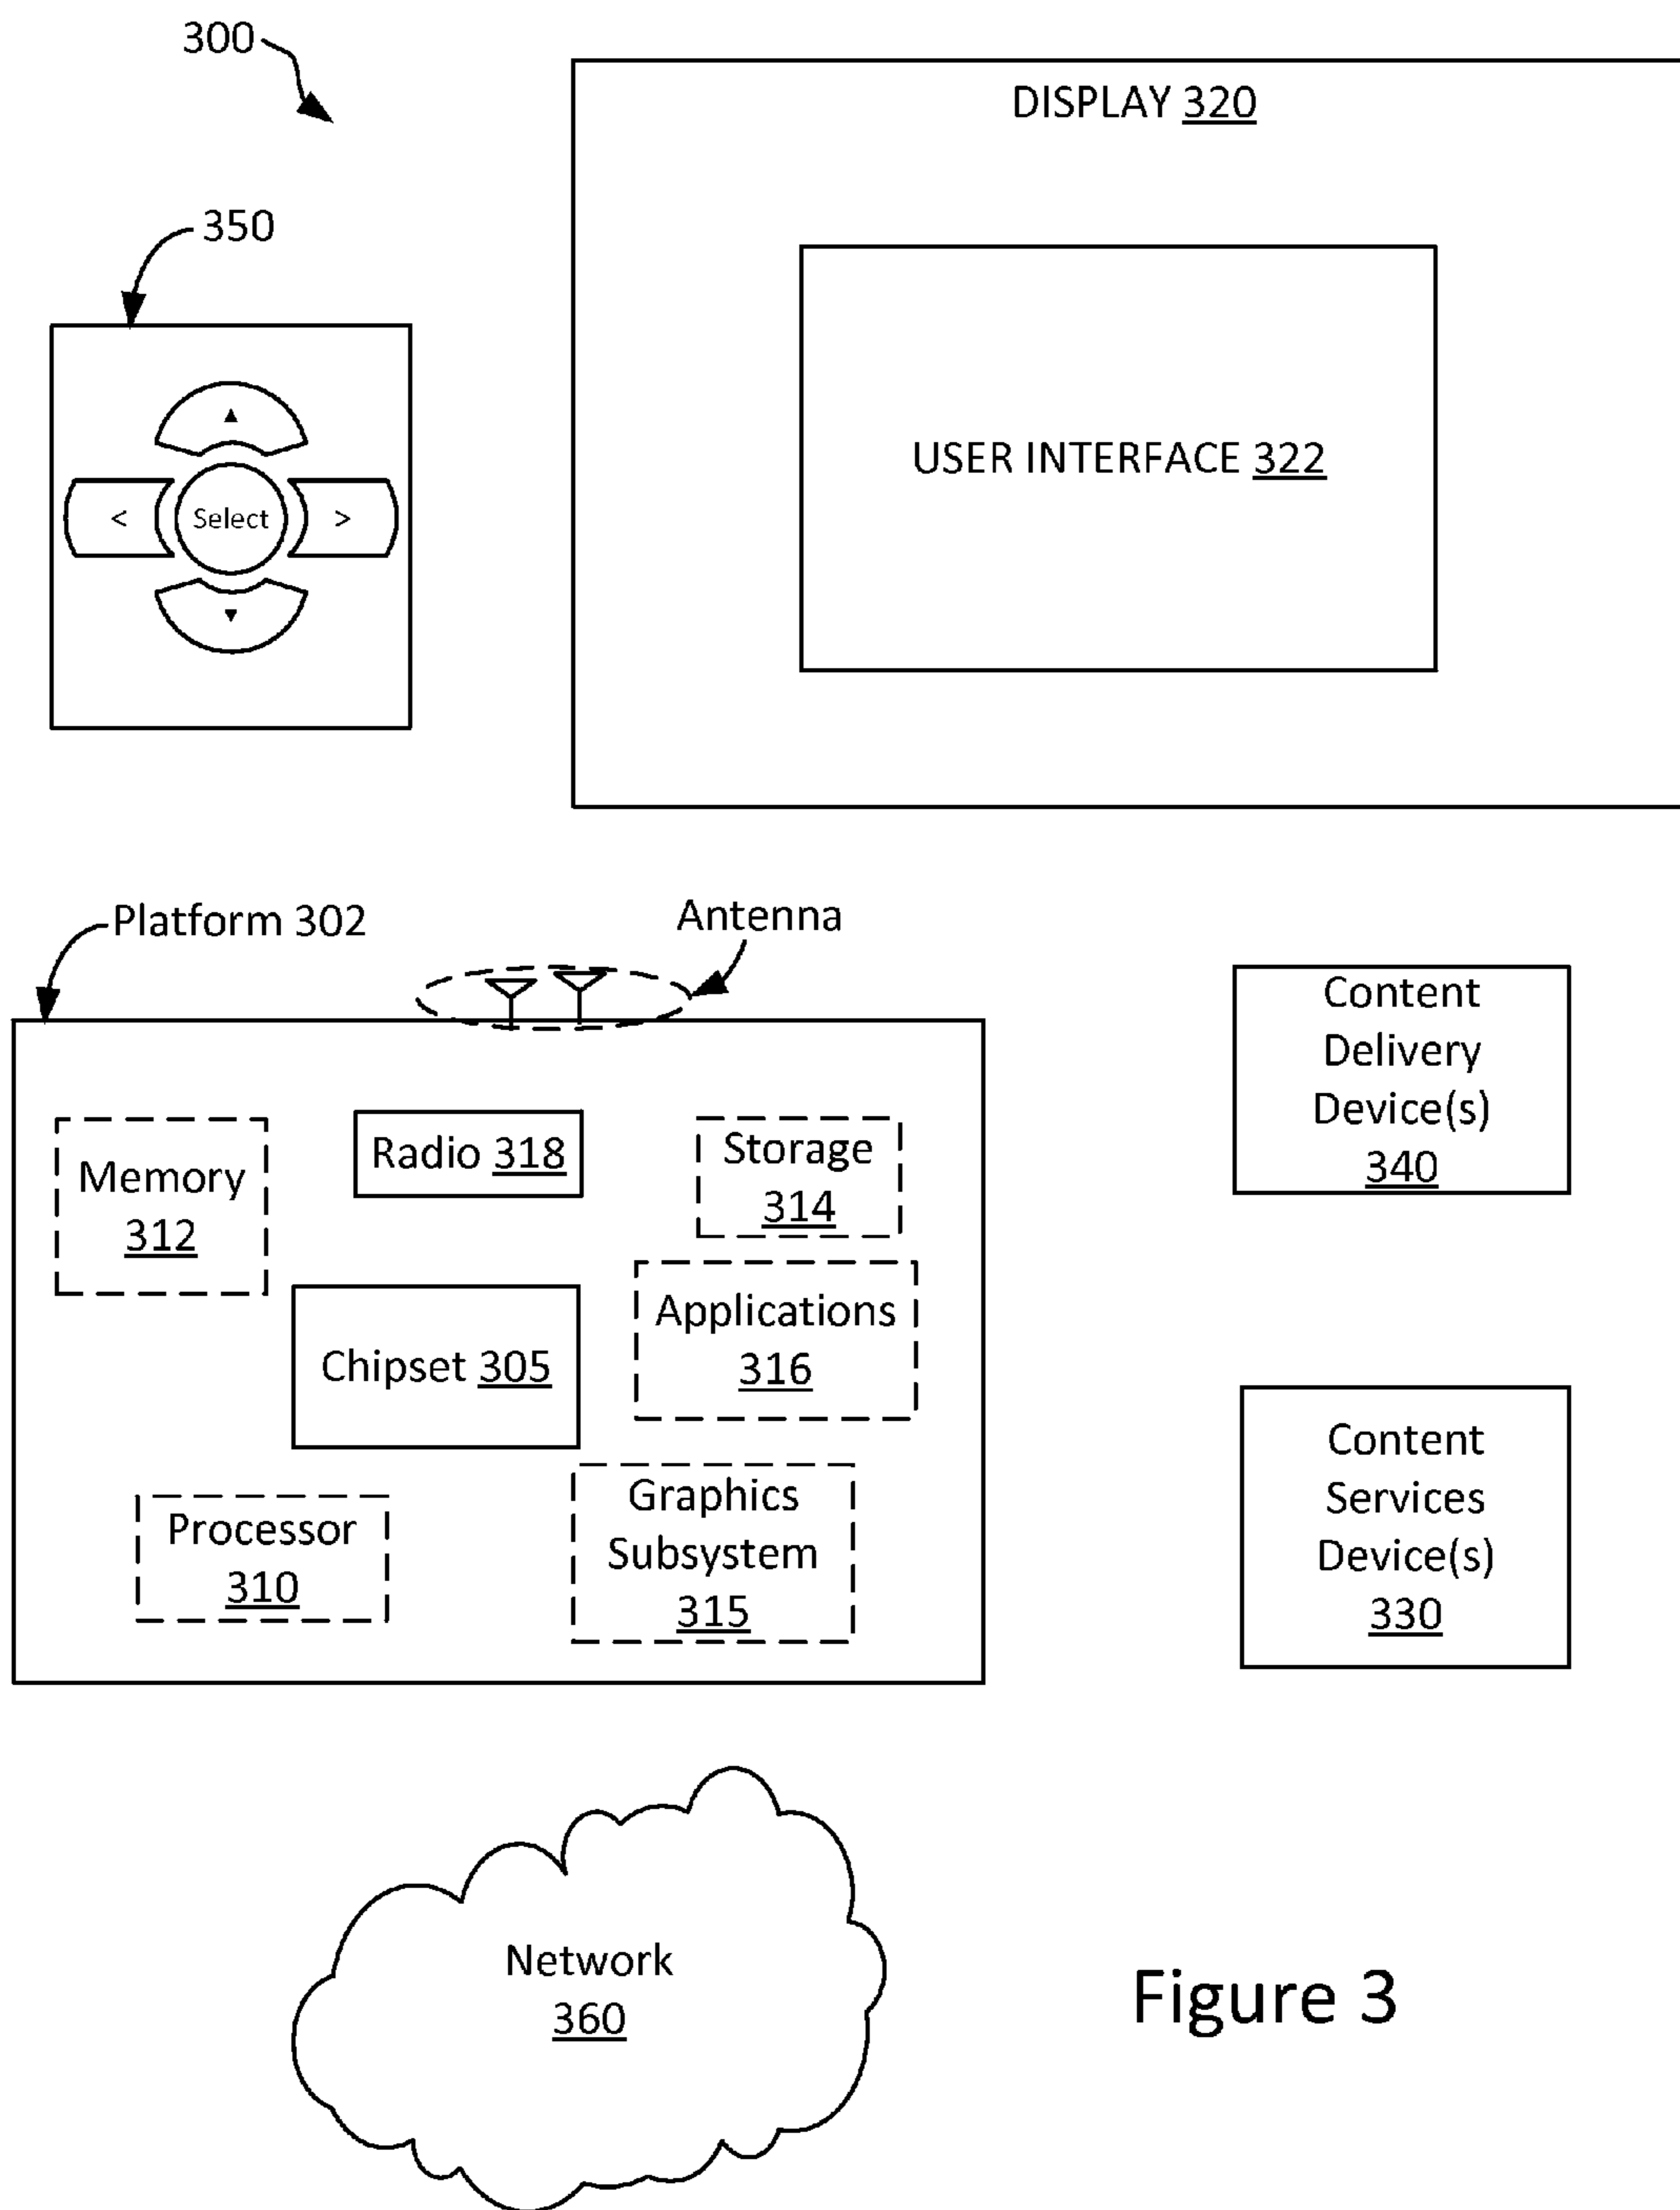 300
DISPLAY 320
350
USER INTERFACE 322
<
Select
>
Platform 302
Antenna
Memory
312
Radio 318
Storage
314
Chipset 305
Applications
316
Processor
310
Graphics
Subsystem
315
Content
Delivery
Device(s)
340
Content
Services
Device(s)
330
Network
360
Figure 3